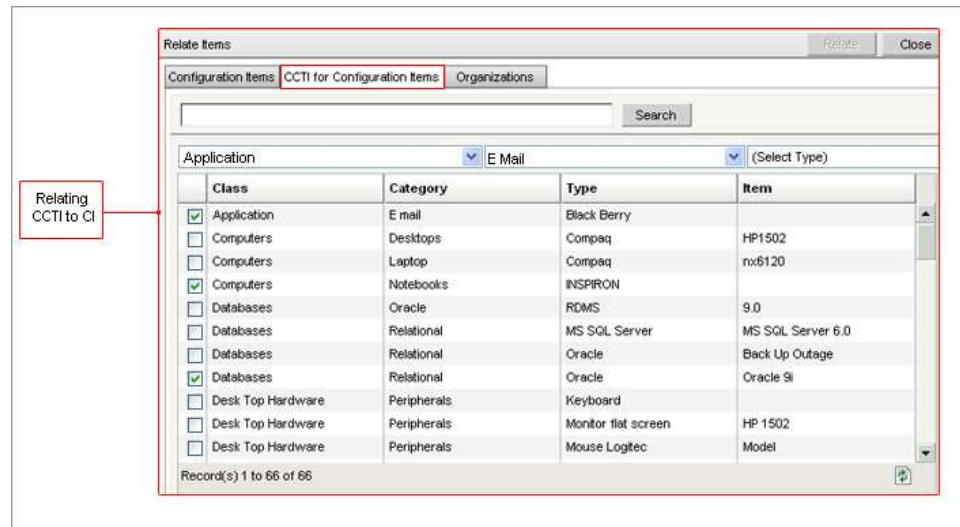 Relate Items Relate Close
Configuration Items CCTI for Configuration Items Organizations
Search
Application E Mail (Select Type)
Class Category Type Item
Relating
CCTI to CI
Application E mail Black Berry
Computers Desktops Compaq HP1502
Computers Laptop Compaq nx6120
Computers Notebooks INSPIRON
Databases Oracle RDMS 9.0
Databases Relational MS SQL Server MS SQL Server 6.0
Databases Relational Oracle Back Up Outage
Databases Relational Oracle Oracle 9i
Desk Top Hardware Peripherals Keyboard
Desk Top Hardware Peripherals Monitor flat screen HP 1502
Desk Top Hardware Peripherals Mouse Logitec Model
Record(s) 1 to 66 of 66